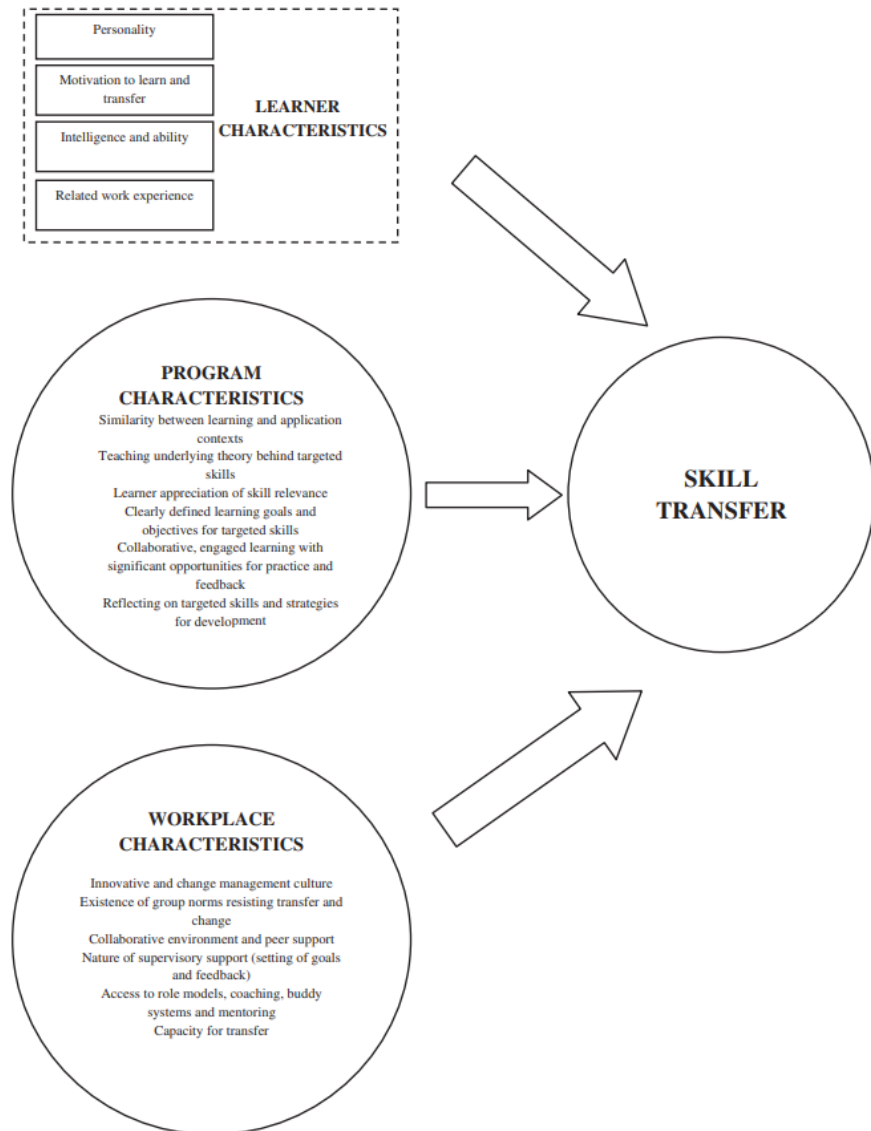 Personality
Motivation to learn and
transfer
Intelligence and ability
Related work experience
LEARNER
CHARACTERISTICS
PROGRAM
CHARACTERISTICS
Similarity between learning and application
contexts
Teaching underlying theory behind targeted
skills
Learner appreciation of skill relevance
Clearly defined learning goals and
objectives for targeted skills
Collaborative, engaged learning with
significant opportunities for practice and
feedback
Reflecting on targeted skills and strategies
for development
SKILL
TRANSFER
WORKPLACE
CHARACTERISTICS
Innovative and change management culture
Existence of group norms resisting transfer and
change
Collaborative environment and peer support
Nature of supervisory support (setting of goals
and feedback)
Access to role models, coaching, buddy
systems and mentoring
Capacity for transfer